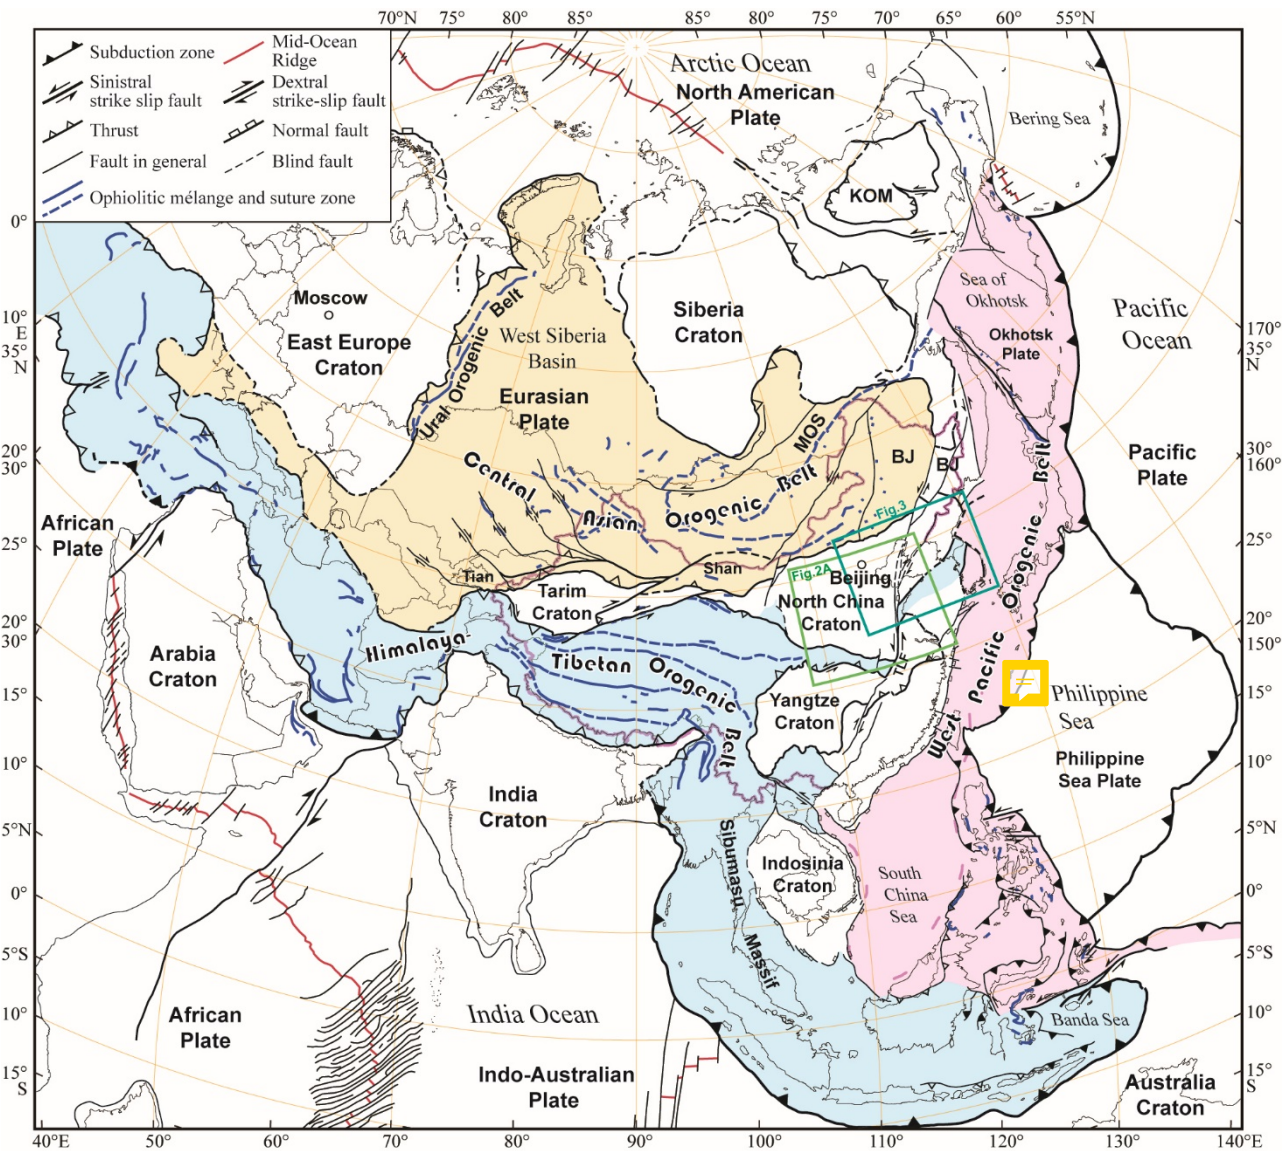 70°N 75° 80° 85° 85° 80° 75° 70° 65° 60° 55°N
Subduction zone
Mid-Ocean
Ridge
Sinistral
strike slip fault
Dextral
strike-slip fault
Thrust
Normal fault
Fault in general
Blind fault
Ophiolitic mélange and suture zone
Arctic Ocean
North American
Plate
Bering Sea
KOM
0°
10°
E
35°
N
20°
30°
25°
20°
30°
15°
10°
5°N
0°
5°S
10°
15°
S
Moscow
East Europe
Craton
Ural Orogenic Belt
West Siberia
Basin
Eurasian
Plate
Siberia
Craton
Sea of
Okhotsk
Okhotsk
Plate
Pacific
Ocean
Pacific
Plate
170°
35°
N
30°
160°
25°
20°
150°
15°
10°
5°N
0°
5°S
10°
15°
S
MOS
BJ
BJ
Central Asian Orogenic Belt
Fig.3
Fig.2A
Beijing
North China
Craton
TLF
Tian Shan
Tarim
Craton
African
Plate
Arabia
Craton
Himalaya-
Tibetan Orogenic Belt
Yangtze
Craton
West Pacific Orogenic Belt
Philippine
Sea
Philippine
Sea Plate
India
Craton
Sibumasu
Massif
Indosinia
Craton
South
China
Sea
African
Plate
India Ocean
Indo-Australian
Plate
Banda Sea
Australia
Craton
40°E 50° 60° 70° 80° 90° 100° 110° 120° 130° 140°E